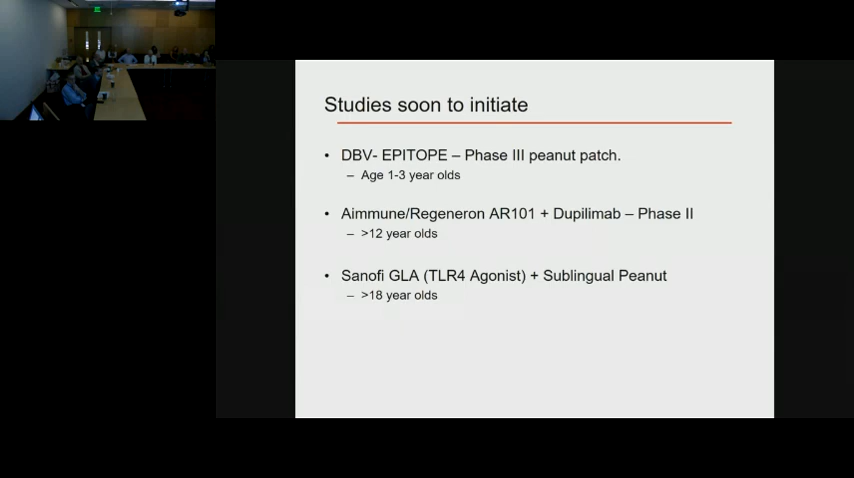 Studies soon to initiate
• DBV- EPITOPE – Phase III peanut patch.
– Age 1-3 year olds
• Aimmune/Regeneron AR101 + Dupilimab – Phase II
– >12 year olds
• Sanofi GLA (TLR4 Agonist) + Sublingual Peanut
– >18 year olds